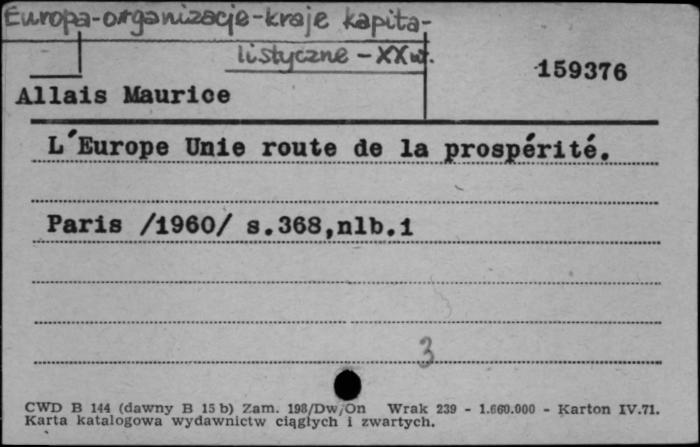 Europa-organizacje-kraje kapita-
listyczne - XX w.
159376
Allais Maurice
L'Europe Unie route de la prospérité.
Paris /1960/ s.368,nlb.1
3
CWD B 144 (dawny B 15 b) Zam. 198/Dw/On Wrak 239 - 1.660.000 - Karton IV.71.
Karta katalogowa wydawnictw ciągłych i zwartych.